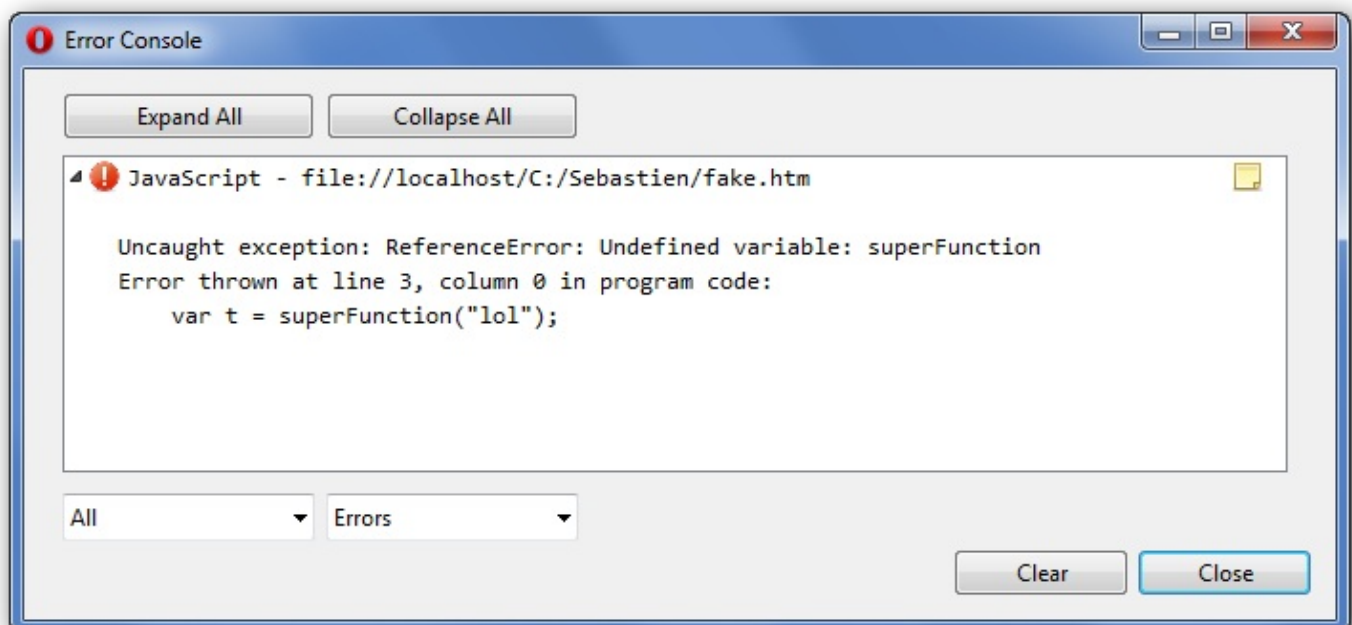 Error Console
Expand All
Collapse All
JavaScript - file://localhost/C:/Sebastien/fake.htm
Uncaught exception: ReferenceError: Undefined variable: superFunction
Error thrown at line 3, column 0 in program code:
var t = superFunction("lol");
All
Errors
Clear
Close